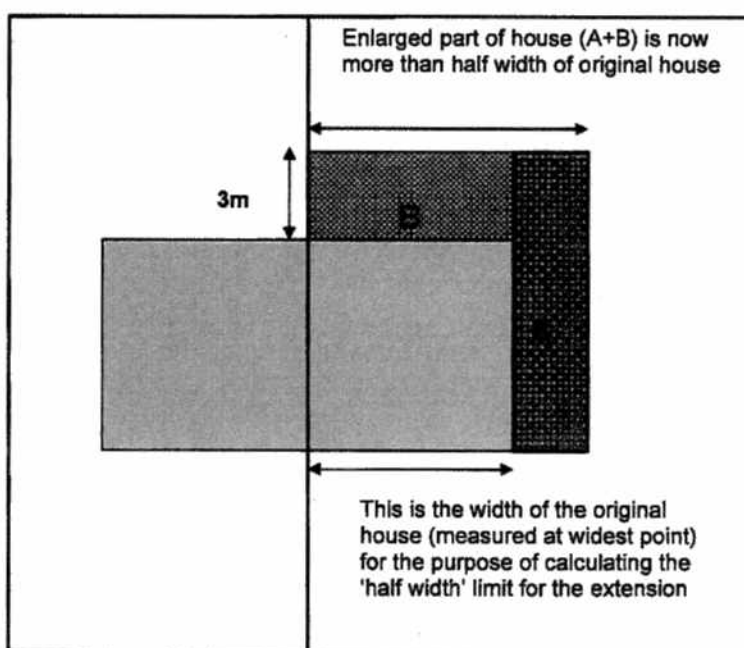 Enlarged part of house (A+B) is now
more than half width of original house
3m
B
A
This is the width of the original
house (measured at widest point)
for the purpose of calculating the
'half width' limit for the extension